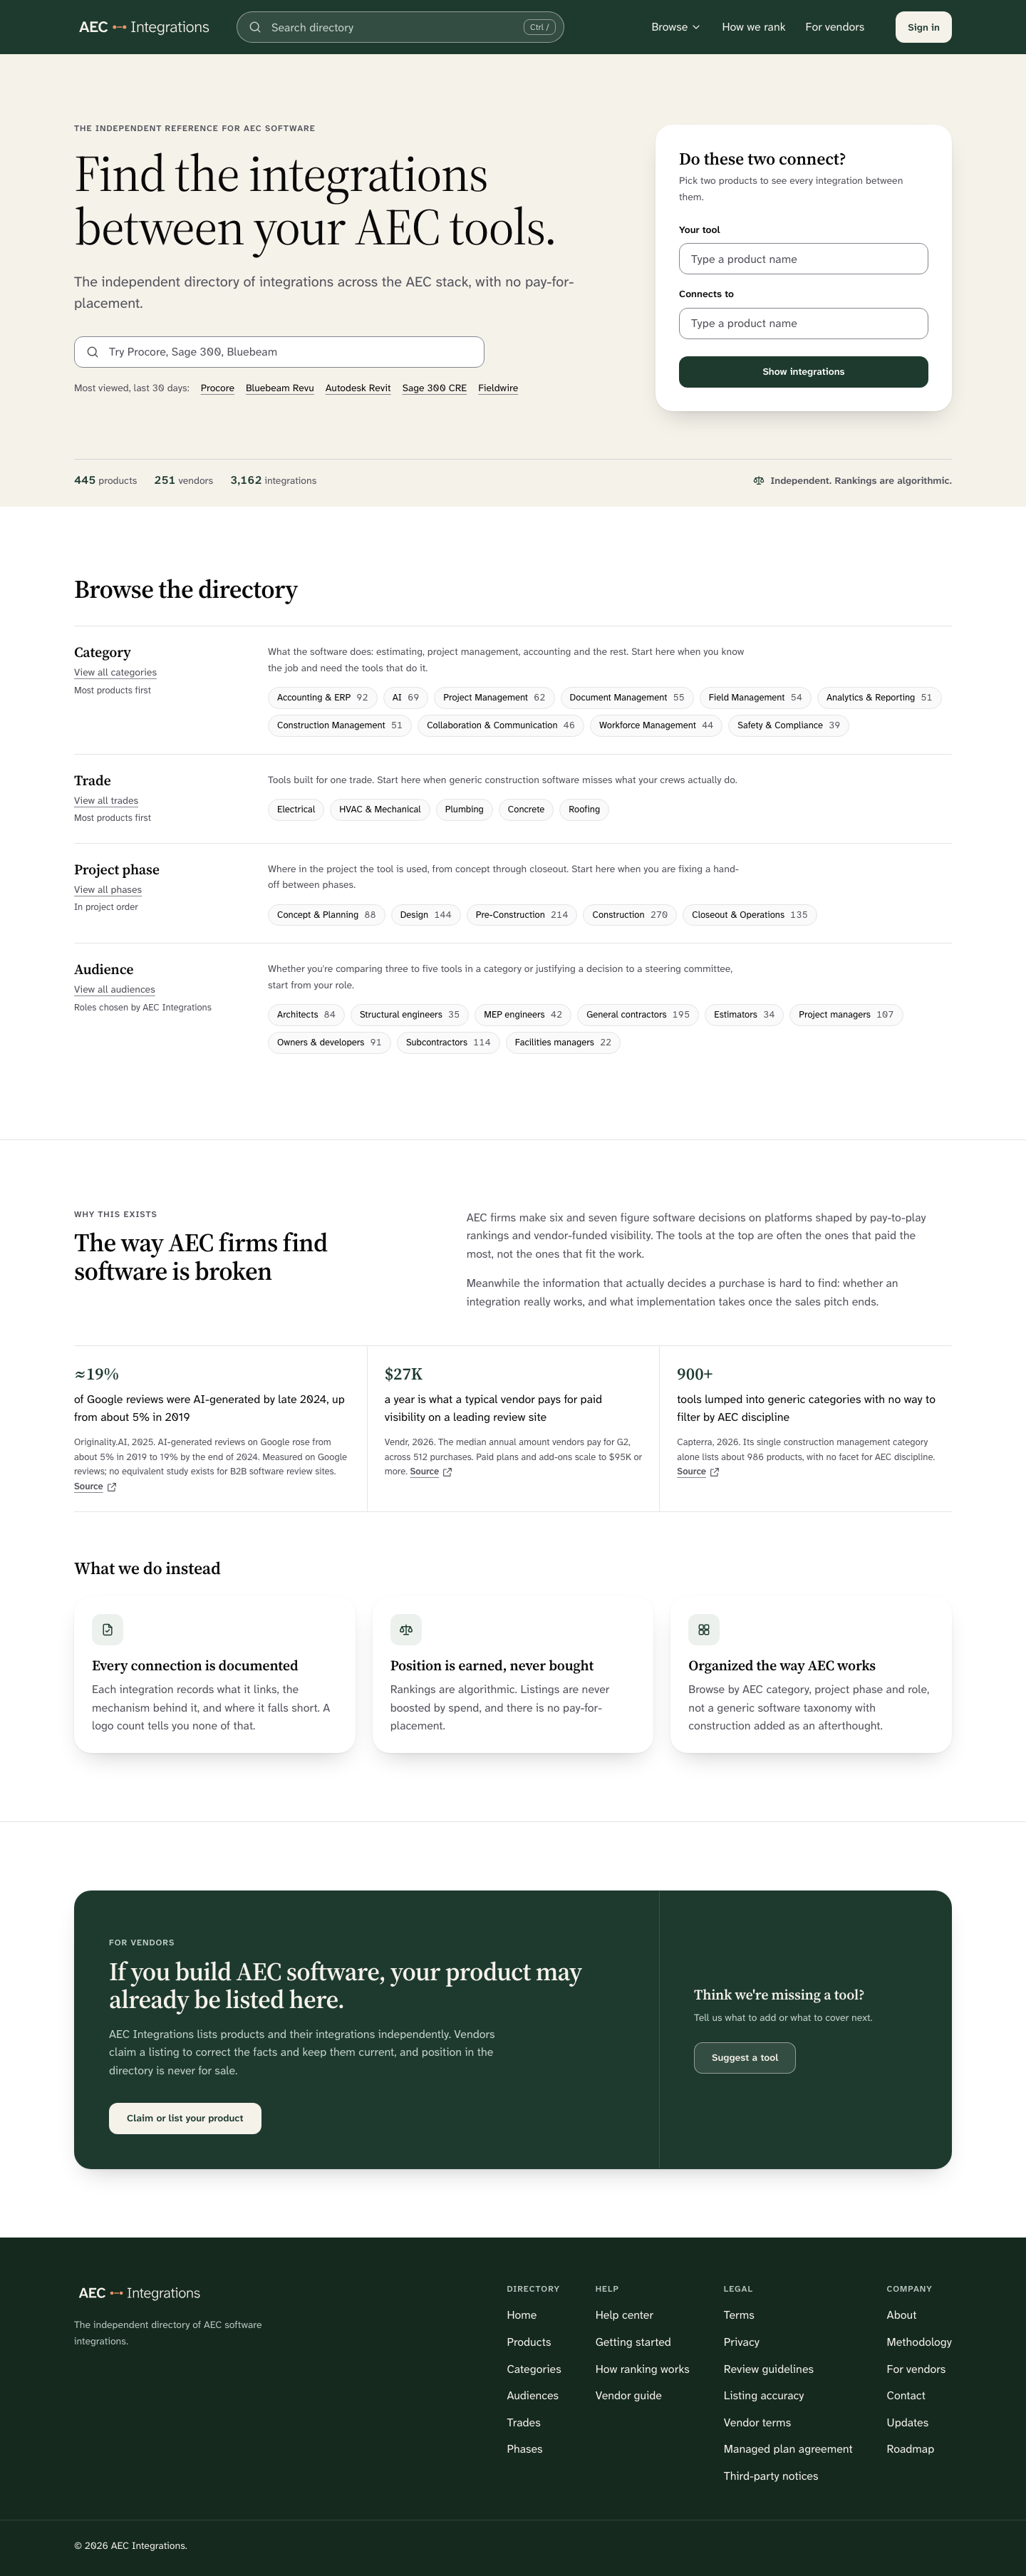 AEC Integrations
Search directory
Ctrl /
Browse
How we rank
For vendors
Sign in
THE INDEPENDENT REFERENCE FOR AEC SOFTWARE
Find the integrations
between your AEC tools.
The independent directory of integrations across the AEC stack, with no pay-for-
placement.
Try Procore, Sage 300, Bluebeam
Most viewed, last 30 days: Procore Bluebeam Revu Autodesk Revit Sage 300 CRE Fieldwire
Do these two connect?
Pick two products to see every integration between
them.
Your tool
Type a product name
Connects to
Type a product name
Show integrations
445 products 251 vendors 3,162 integrations
Independent. Rankings are algorithmic.
Browse the directory
Category
View all categories
Most products first
What the software does: estimating, project management, accounting and the rest. Start here when you know
the job and need the tools that do it.
Accounting & ERP 92 AI 69 Project Management 62 Document Management 55 Field Management 54 Analytics & Reporting 51
Construction Management 51 Collaboration & Communication 46 Workforce Management 44 Safety & Compliance 39
Trade
View all trades
Most products first
Tools built for one trade. Start here when generic construction software misses what your crews actually do.
Electrical HVAC & Mechanical Plumbing Concrete Roofing
Project phase
View all phases
In project order
Where in the project the tool is used, from concept through closeout. Start here when you are fixing a hand-
off between phases.
Concept & Planning 88 Design 144 Pre-Construction 214 Construction 270 Closeout & Operations 135
Audience
View all audiences
Roles chosen by AEC Integrations
Whether you're comparing three to five tools in a category or justifying a decision to a steering committee,
start from your role.
Architects 84 Structural engineers 35 MEP engineers 42 General contractors 195 Estimators 34 Project managers 107
Owners & developers 91 Subcontractors 114 Facilities managers 22
WHY THIS EXISTS
The way AEC firms find
software is broken
AEC firms make six and seven figure software decisions on platforms shaped by pay-to-play
rankings and vendor-funded visibility. The tools at the top are often the ones that paid the
most, not the ones that fit the work.
Meanwhile the information that actually decides a purchase is hard to find: whether an
integration really works, and what implementation takes once the sales pitch ends.
≈19%
of Google reviews were AI-generated by late 2024, up
from about 5% in 2019
Originality.AI, 2025. AI-generated reviews on Google rose from
about 5% in 2019 to 19% by the end of 2024. Measured on Google
reviews; no equivalent study exists for B2B software review sites.
Source
$27K
a year is what a typical vendor pays for paid
visibility on a leading review site
Vendr, 2026. The median annual amount vendors pay for G2,
across 512 purchases. Paid plans and add-ons scale to $95K or
more. Source
900+
tools lumped into generic categories with no way to
filter by AEC discipline
Capterra, 2026. Its single construction management category
alone lists about 986 products, with no facet for AEC discipline.
Source
What we do instead
Every connection is documented
Each integration records what it links, the
mechanism behind it, and where it falls short. A
logo count tells you none of that.
Position is earned, never bought
Rankings are algorithmic. Listings are never
boosted by spend, and there is no pay-for-
placement.
Organized the way AEC works
Browse by AEC category, project phase and role,
not a generic software taxonomy with
construction added as an afterthought.
FOR VENDORS
If you build AEC software, your product may
already be listed here.
AEC Integrations lists products and their integrations independently. Vendors
claim a listing to correct the facts and keep them current, and position in the
directory is never for sale.
Claim or list your product
Think we're missing a tool?
Tell us what to add or what to cover next.
Suggest a tool
AEC Integrations
The independent directory of AEC software
integrations.
DIRECTORY
Home
Products
Categories
Audiences
Trades
Phases
HELP
Help center
Getting started
How ranking works
Vendor guide
LEGAL
Terms
Privacy
Review guidelines
Listing accuracy
Vendor terms
Managed plan agreement
Third-party notices
COMPANY
About
Methodology
For vendors
Contact
Updates
Roadmap
© 2026 AEC Integrations.